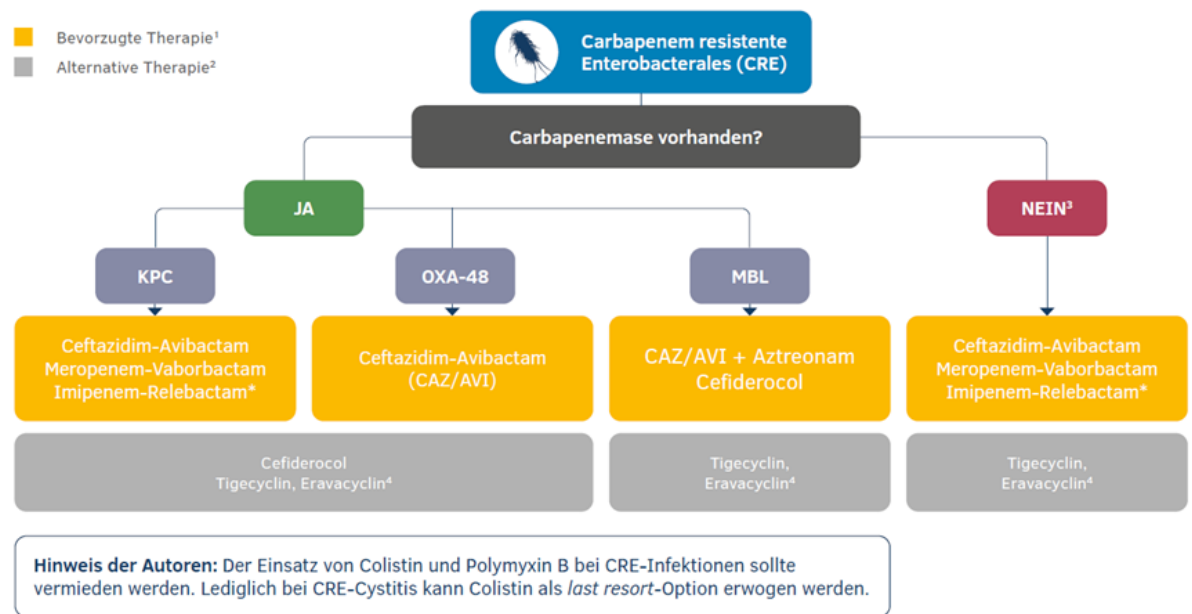 Bevorzugte Therapie¹
Alternative Therapie²
Carbapenem resistente
Enterobacterales (CRE)
Carbapenemase vorhanden?
JA
NEIN³
KPC
OXA-48
MBL
Ceftazidim-Avibactam
Meropenem-Vaborbactam
Imipenem-Relebactam*
Ceftazidim-Avibactam
(CAZ/AVI)
CAZ/AVI + Aztreonam
Cefiderocol
Ceftazidim-Avibactam
Meropenem-Vaborbactam
Imipenem-Relebactam*
Cefiderocol
Tigecyclin, Eravacyclin⁴
Tigecyclin,
Eravacyclin⁴
Tigecyclin,
Eravacyclin⁴
Hinweis der Autoren: Der Einsatz von Colistin und Polymyxin B bei CRE-Infektionen sollte
vermieden werden. Lediglich bei CRE-Cystitis kann Colistin als last resort-Option erwogen werden.